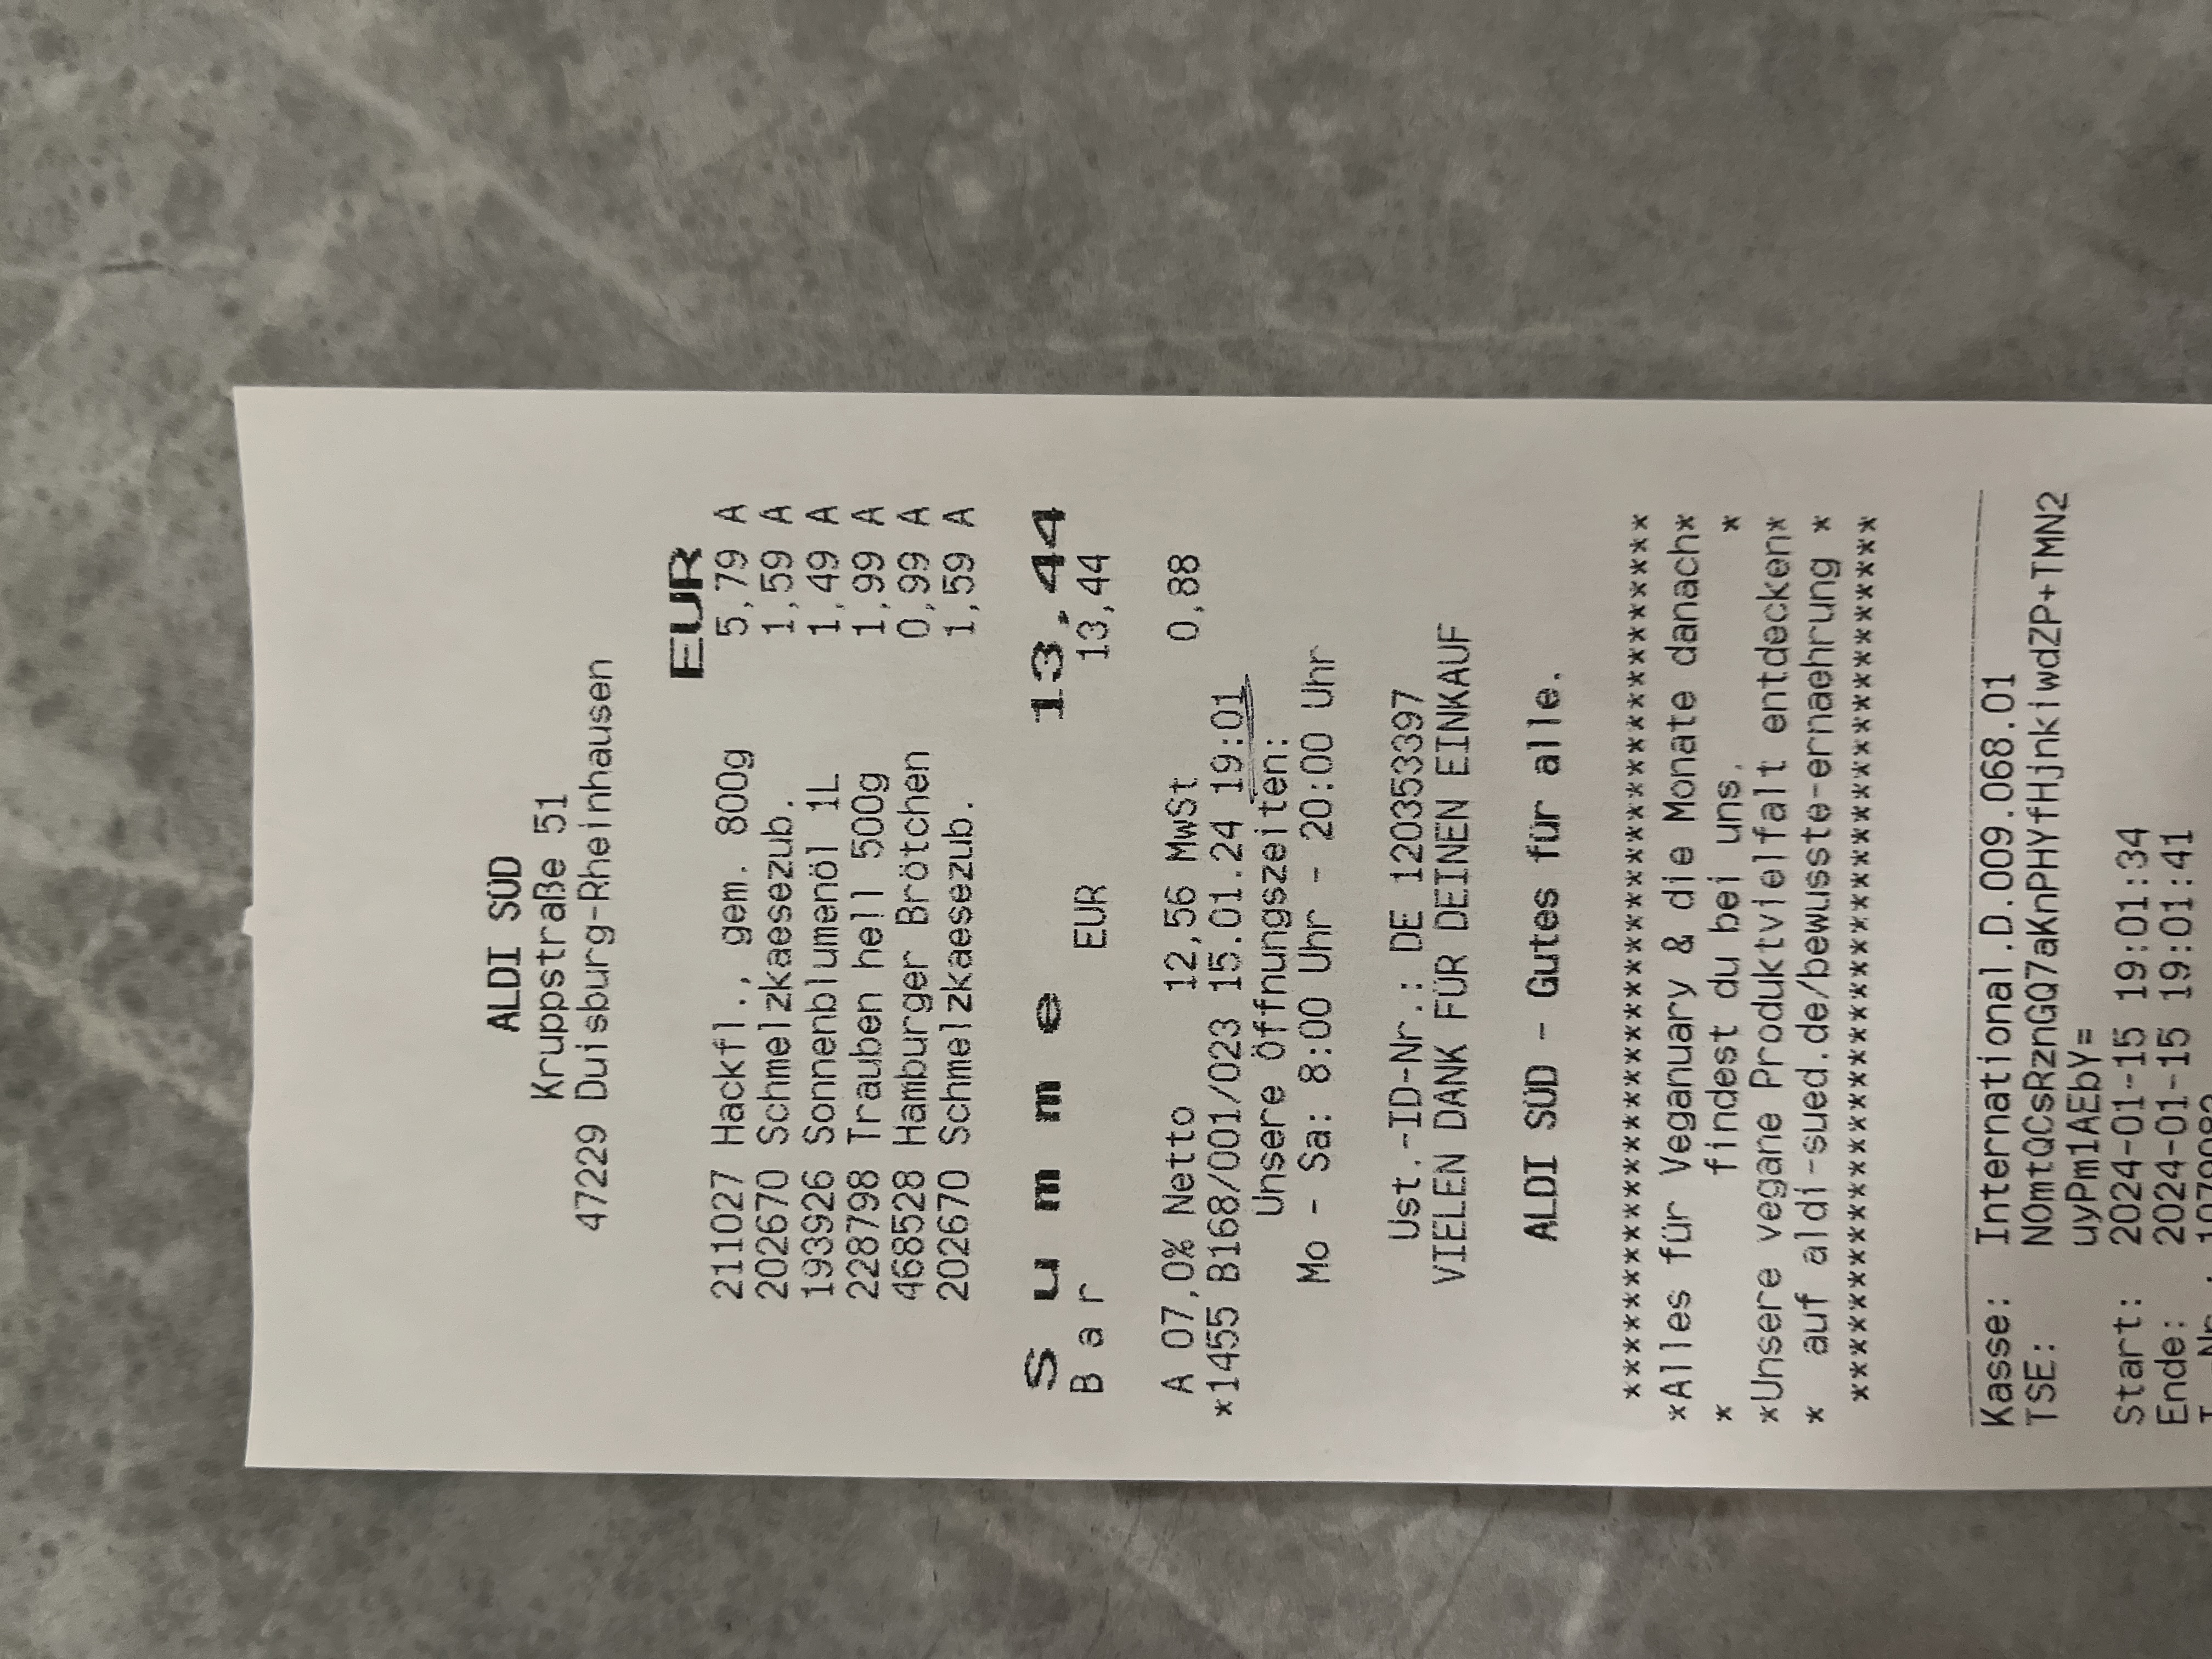 ALDI SÜD
Kruppstraße 51
47229 Duisburg-Rheinhausen
EUR
211027 Hackfl., gem. 800g 5,79 A
202670 Schmelzkaesezub. 1,59 A
193926 Sonnenblumenöl 1L 1,49 A
228798 Trauben hell 500g 1,99 A
468528 Hamburger Brötchen 0,99 A
202670 Schmelzkaesezub. 1,59 A
S u m m e 13,44
B a r EUR 13,44
A 07,0% Netto 12,56 MwSt 0,88
*1455 B168/001/023 15.01.24 19:01
Unsere Öffnungszeiten:
Mo - Sa: 8:00 Uhr - 20:00 Uhr
Ust.-ID-Nr.: DE 120353397
VIELEN DANK FÜR DEINEN EINKAUF
ALDI SÜD - Gutes für alle.
****************************************
*Alles für Veganuary & die Monate danach*
* findest du bei uns. *
*Unsere vegane Produktvielfalt entdecken*
* auf aldi-sued.de/bewusste-ernaehrung *
****************************************
Kasse: International.D.009.068.01
TSE: NOmtQCsRznGQ7aKnPHYfHjnkiwdZP+TMN2
uyPm1AEbY=
Start: 2024-01-15 19:01:34
Ende: 2024-01-15 19:01:41